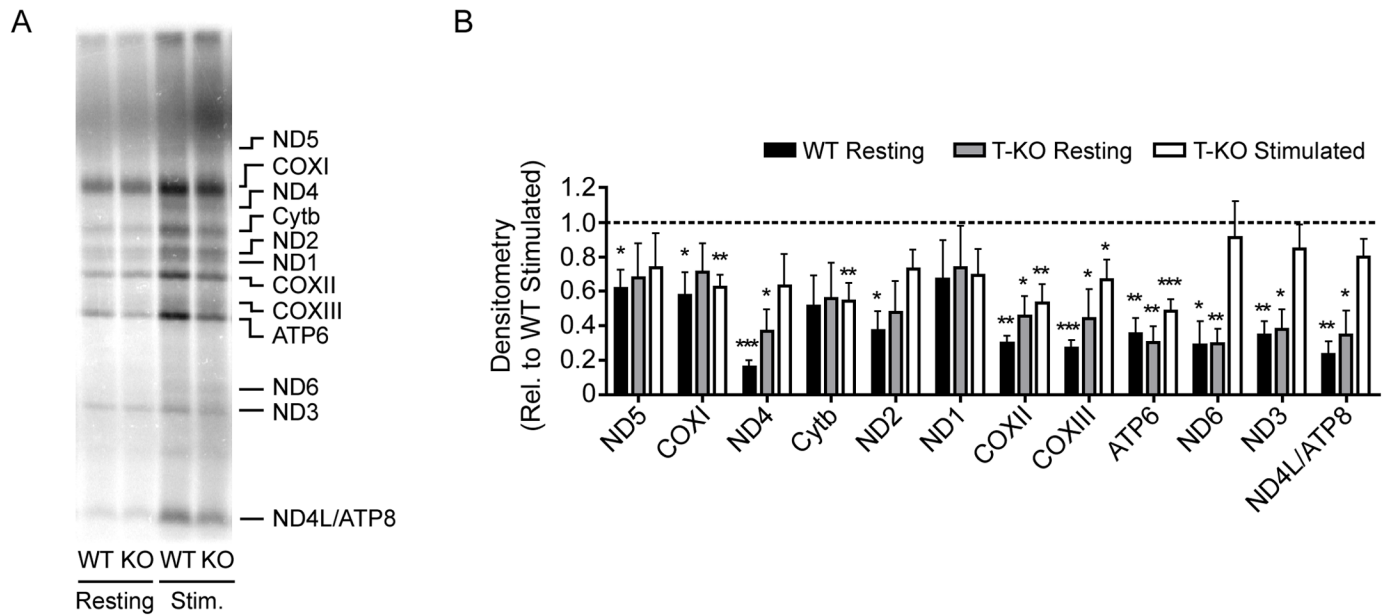 A
ND5
COXI
ND4
Cytb
ND2
ND1
COXII
COXIII
ATP6
ND6
ND3
ND4L/ATP8
WT KO WT KO
Resting Stim.
B
WT Resting T-KO Resting T-KO Stimulated
Densitometry
(Rel. to WT Stimulated)
1.2
1.0
0.8
0.6
0.4
0.2
0
* * ** *** * ** * ** * ** *** * * ** ** *** * ** ** * ** *
ND5 COXI ND4 Cytb ND2 ND1 COXII COXIII ATP6 ND6 ND3 ND4L/ATP8